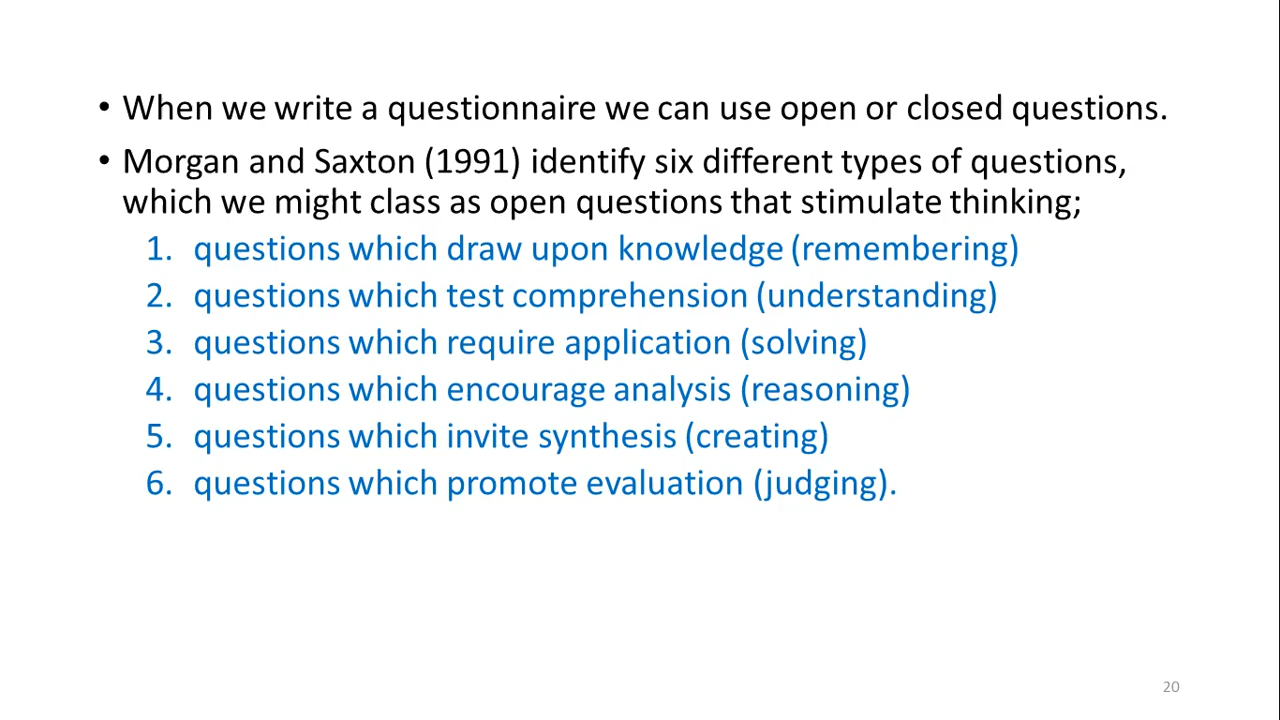 • When we write a questionnaire we can use open or closed questions.
• Morgan and Saxton (1991) identify six different types of questions,
which we might class as open questions that stimulate thinking;
1. questions which draw upon knowledge (remembering)
2. questions which test comprehension (understanding)
3. questions which require application (solving)
4. questions which encourage analysis (reasoning)
5. questions which invite synthesis (creating)
6. questions which promote evaluation (judging).
20